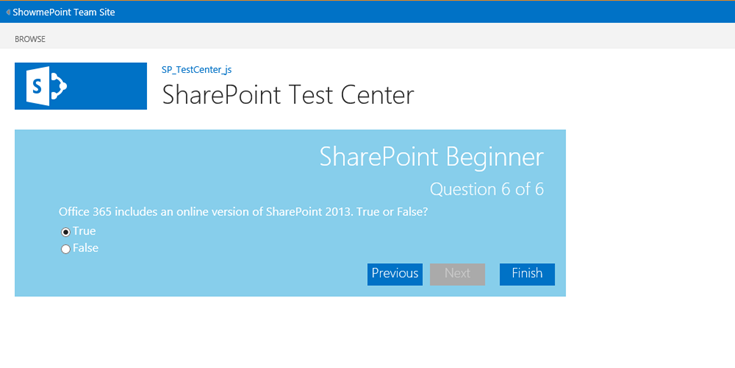 ShowmePoint Team Site
BROWSE
S
SP_TestCenter_js
SharePoint Test Center
SharePoint Beginner
Question 6 of 6
Office 365 includes an online version of SharePoint 2013. True or False?
True
False
Previous Next Finish